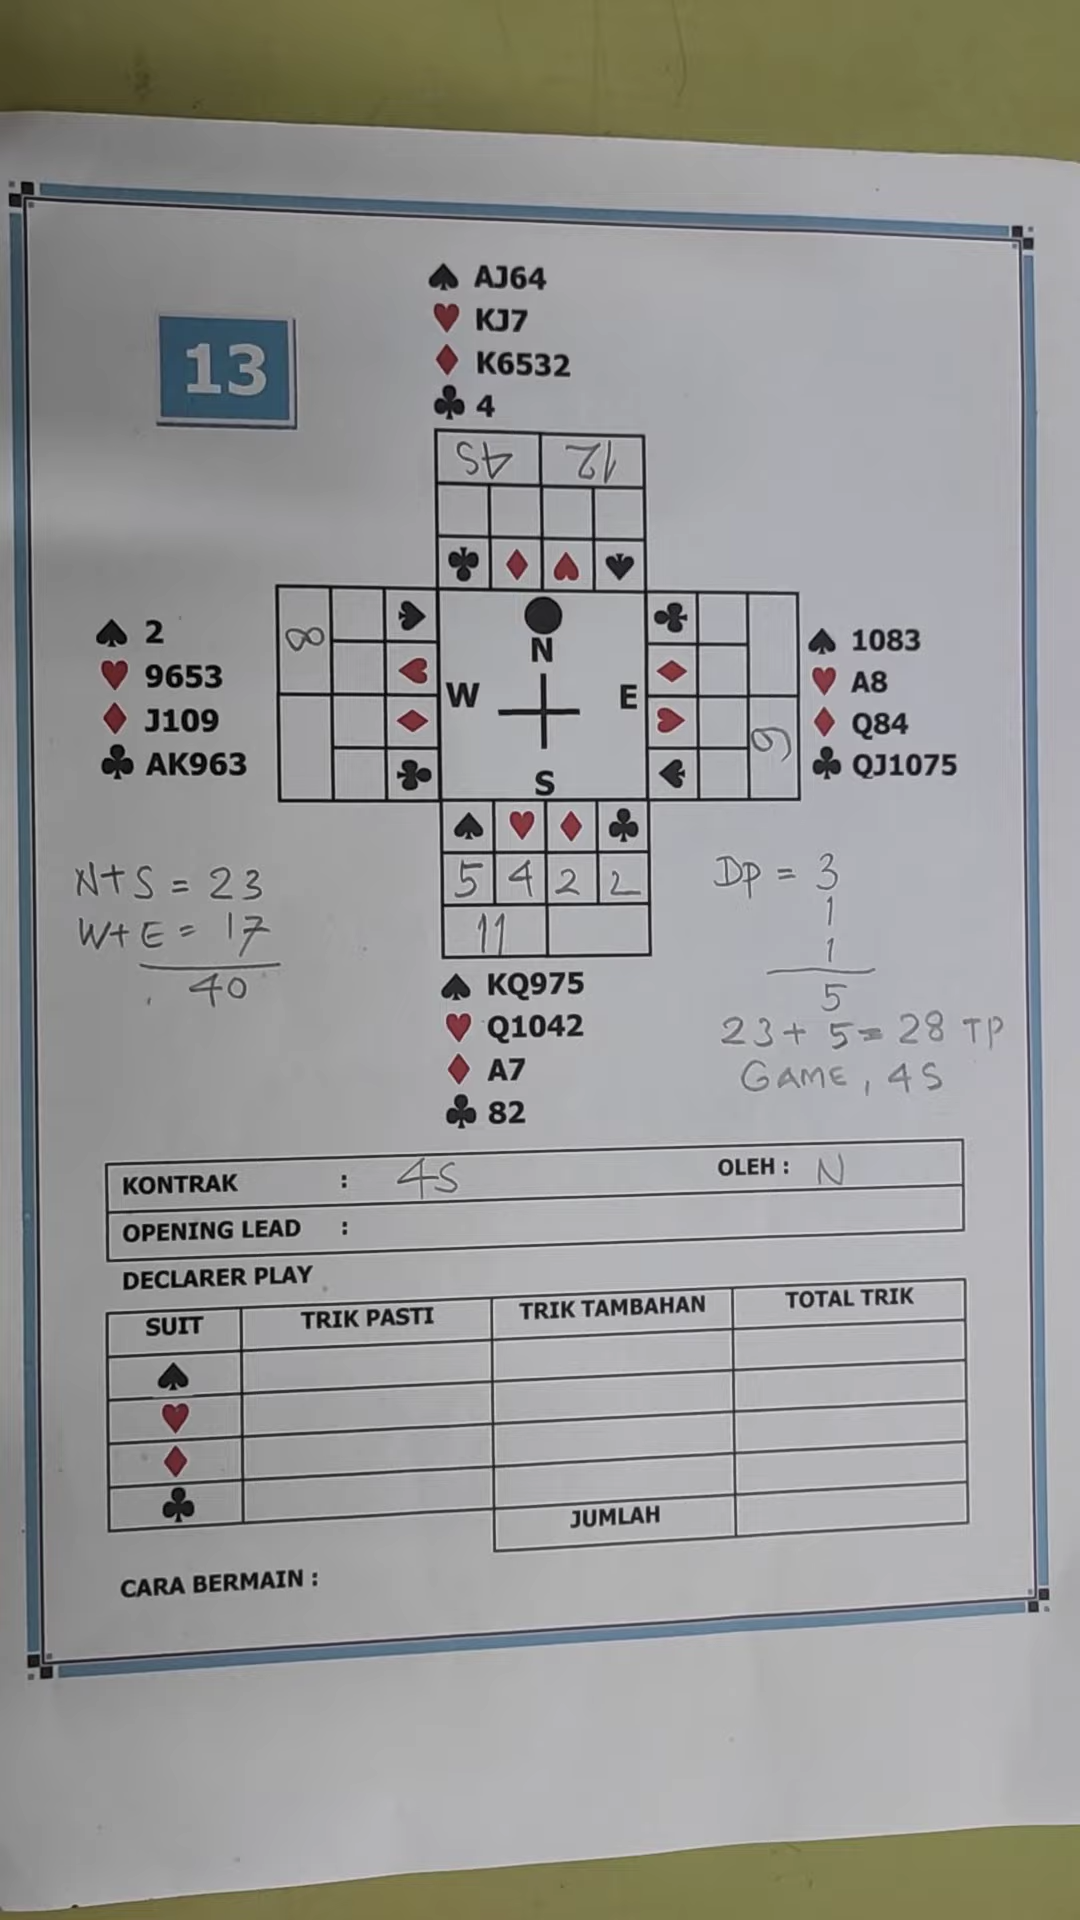 13
♠ AJ64
♥ KJ7
♦ K6532
♣ 4
4S 12
♣ ♦ ♥ ♠
♠ 2
♥ 9653
♦ J109
♣ AK963
8 ♠
♥
♦
♣
N
W E
S
♣
♦
♥
♠ 9
♠ 1083
♥ A8
♦ Q84
♣ QJ1075
♠ ♥ ♦ ♣
5 4 2 2
11
♠ KQ975
♥ Q1042
♦ A7
♣ 82
N+S = 23
W+E = 17
40
DP = 3
1
1
5
23 + 5 = 28 TP
GAME, 4S
KONTRAK : 4S OLEH : N
OPENING LEAD :
DECLARER PLAY
SUIT TRIK PASTI TRIK TAMBAHAN TOTAL TRIK
♠
♥
♦
♣
JUMLAH
CARA BERMAIN :